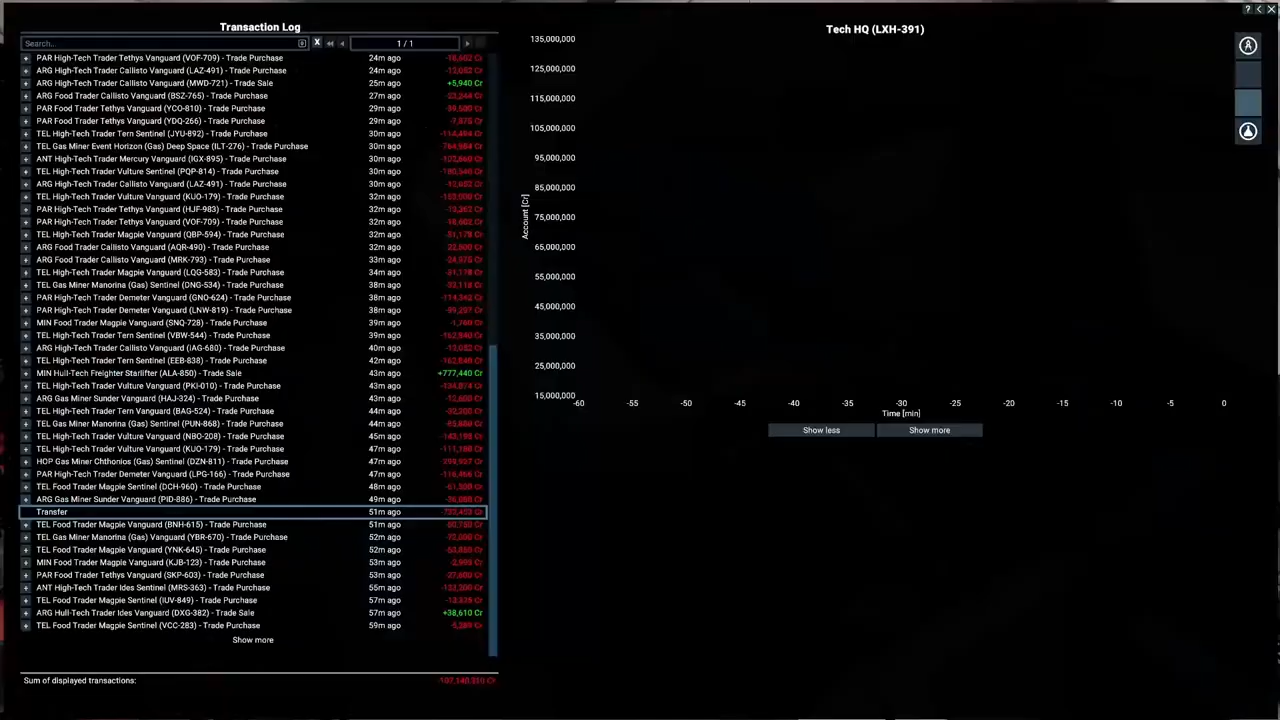 Transaction Log
Search...
X
1 / 1
PAR High-Tech Trader Tethys Vanguard (VOF-709) - Trade Purchase 24m ago -18,602 Cr
ARG High-Tech Trader Callisto Vanguard (LAZ-491) - Trade Purchase 24m ago -13,052 Cr
ARG High-Tech Trader Callisto Vanguard (MWD-721) - Trade Sale 25m ago +5,940 Cr
ARG Food Trader Callisto Vanguard (BSZ-765) - Trade Purchase 27m ago
PAR Food Trader Tethys Vanguard (YCO-810) - Trade Purchase 29m ago
PAR Food Trader Tethys Vanguard (YDQ-266) - Trade Purchase 29m ago
TEL High-Tech Trader Tern Sentinel (JYU-892) - Trade Purchase 30m ago
TEL Gas Miner Event Horizon (Gas) Deep Space (ILT-276) - Trade Purchase 30m ago
ANT High-Tech Trader Mercury Vanguard (IGX-895) - Trade Purchase 30m ago
TEL High-Tech Trader Vulture Sentinel (PQP-814) - Trade Purchase 30m ago
ARG High-Tech Trader Callisto Vanguard (LAZ-491) - Trade Purchase 30m ago -13,052 Cr
TEL High-Tech Trader Vulture Vanguard (KUO-179) - Trade Purchase 32m ago
PAR High-Tech Trader Tethys Vanguard (HJF-983) - Trade Purchase 32m ago
PAR High-Tech Trader Tethys Vanguard (VOF-709) - Trade Purchase 32m ago -18,602 Cr
TEL High-Tech Trader Magpie Vanguard (QBP-594) - Trade Purchase 32m ago
ARG Food Trader Callisto Vanguard (AQR-490) - Trade Purchase 32m ago
ARG Food Trader Callisto Vanguard (MRK-793) - Trade Purchase 33m ago
TEL High-Tech Trader Magpie Vanguard (LQG-583) - Trade Purchase 34m ago
TEL Gas Miner Manorina (Gas) Sentinel (DNG-534) - Trade Purchase 38m ago
PAR High-Tech Trader Demeter Vanguard (GNO-624) - Trade Purchase 38m ago
PAR High-Tech Trader Demeter Vanguard (LNW-819) - Trade Purchase 38m ago
MIN Food Trader Magpie Vanguard (SNQ-728) - Trade Purchase 39m ago
TEL High-Tech Trader Tern Sentinel (VBW-544) - Trade Purchase 39m ago
ARG High-Tech Trader Callisto Vanguard (IAG-680) - Trade Purchase 40m ago
TEL High-Tech Trader Tern Sentinel (EEB-838) - Trade Purchase 42m ago
MIN Hull-Tech Freighter Starlifter (ALA-850) - Trade Sale 43m ago +777,440 Cr
TEL High-Tech Trader Vulture Vanguard (PKI-010) - Trade Purchase 43m ago
ARG Gas Miner Sunder Vanguard (HAJ-324) - Trade Purchase 43m ago
TEL High-Tech Trader Tern Vanguard (BAG-524) - Trade Purchase 44m ago
TEL Gas Miner Manorina (Gas) Sentinel (PUN-868) - Trade Purchase 44m ago
TEL High-Tech Trader Vulture Vanguard (NBO-208) - Trade Purchase 45m ago
TEL High-Tech Trader Vulture Vanguard (KUO-179) - Trade Purchase 47m ago
HOP Gas Miner Chthonios (Gas) Sentinel (DZN-811) - Trade Purchase 47m ago
PAR High-Tech Trader Demeter Vanguard (LPG-166) - Trade Purchase 47m ago
TEL Food Trader Magpie Sentinel (DCH-960) - Trade Purchase 48m ago
ARG Gas Miner Sunder Vanguard (PID-886) - Trade Purchase 49m ago
Transfer 51m ago
TEL Food Trader Magpie Vanguard (BNH-615) - Trade Purchase 51m ago
TEL Gas Miner Manorina (Gas) Vanguard (YBR-670) - Trade Purchase 52m ago
TEL Food Trader Magpie Vanguard (YNK-645) - Trade Purchase 52m ago
MIN Food Trader Magpie Vanguard (KJB-123) - Trade Purchase 53m ago
PAR Food Trader Tethys Vanguard (SKP-603) - Trade Purchase 53m ago
ANT High-Tech Trader Ides Sentinel (MRS-363) - Trade Purchase 55m ago
TEL Food Trader Magpie Sentinel (IUV-849) - Trade Purchase 57m ago
ARG Hull-Tech Trader Ides Vanguard (DXG-382) - Trade Sale 57m ago +38,610 Cr
TEL Food Trader Magpie Sentinel (VCC-283) - Trade Purchase 59m ago
Show more
Sum of displayed transactions:
Tech HQ (LXH-391)
135,000,000
125,000,000
115,000,000
105,000,000
95,000,000
85,000,000
75,000,000
65,000,000
55,000,000
45,000,000
35,000,000
25,000,000
15,000,000
Account [Cr]
-60 -55 -50 -45 -40 -35 -30 -25 -20 -15 -10 -5 0
Time [min]
Show less
Show more